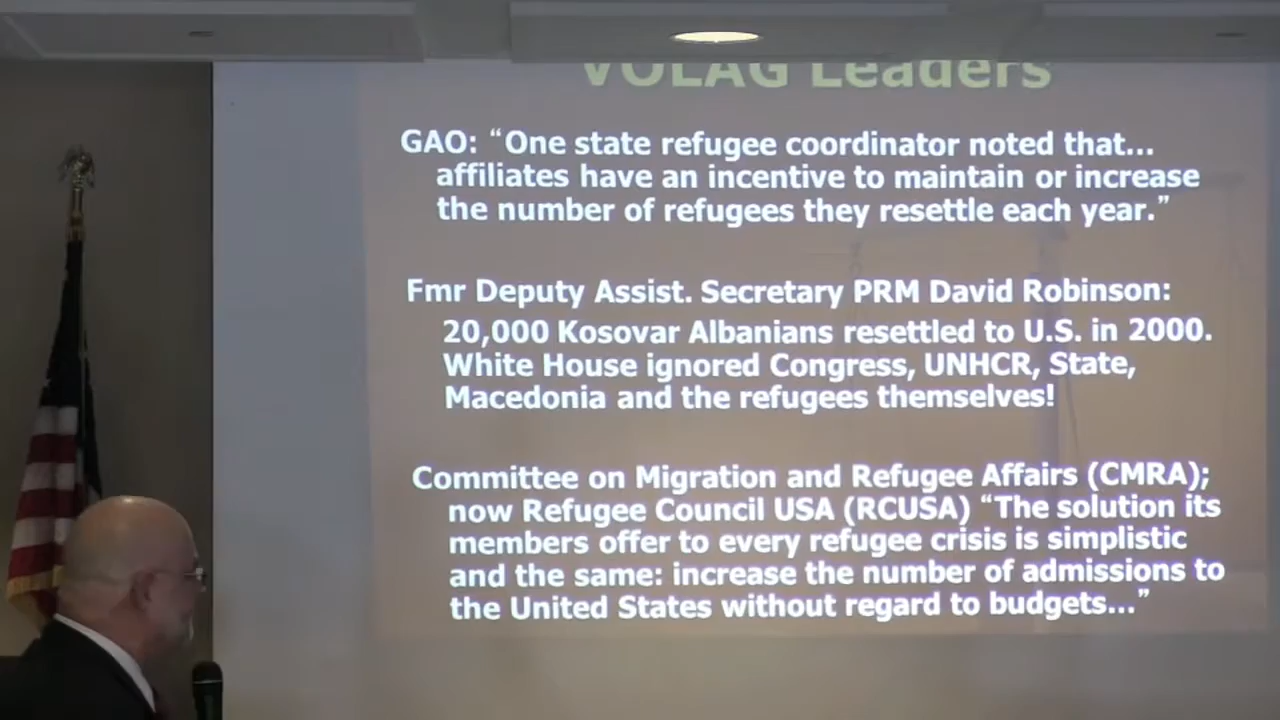 VOLAG Leaders
GAO: “One state refugee coordinator noted that...
affiliates have an incentive to maintain or increase
the number of refugees they resettle each year.”
Fmr Deputy Assist. Secretary PRM David Robinson:
20,000 Kosovar Albanians resettled to U.S. in 2000.
White House ignored Congress, UNHCR, State,
Macedonia and the refugees themselves!
Committee on Migration and Refugee Affairs (CMRA);
now Refugee Council USA (RCUSA) “The solution its
members offer to every refugee crisis is simplistic
and the same: increase the number of admissions to
the United States without regard to budgets...”